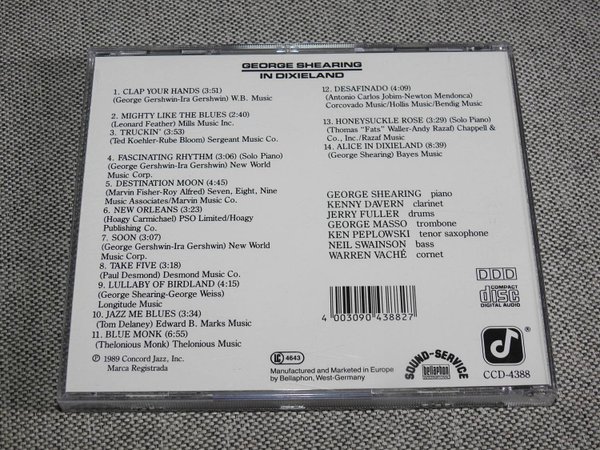 GEORGE SHEARING
IN DIXIELAND
1. CLAP YOUR HANDS (3:51)
(George Gershwin-Ira Gershwin) W.B. Music
2. MIGHTY LIKE THE BLUES (2:40)
(Leonard Feather) Mills Music Inc.
3. TRUCKIN' (3:53)
(Ted Koehler-Rube Bloom) Sergeant Music Co.
4. FASCINATING RHYTHM (3:06) (Solo Piano)
(George Gershwin-Ira Gershwin) New World
Music Corp.
5. DESTINATION MOON (4:45)
(Marvin Fisher-Roy Alfred) Seven, Eight, Nine
Music Associates/Marvin Music Co.
6. NEW ORLEANS (3:23)
(Hoagy Carmichael) PSO Limited/Hoagy
Publishing Co.
7. SOON (3:07)
(George Gershwin-Ira Gershwin) New World
Music Corp.
8. TAKE FIVE (3:18)
(Paul Desmond) Desmond Music Co.
9. LULLABY OF BIRDLAND (4:15)
(George Shearing-George Weiss)
Longitude Music
10. JAZZ ME BLUES (3:34)
(Tom Delaney) Edward B. Marks Music
11. BLUE MONK (6:55)
(Thelonious Monk) Thelonious Music
℗ 1989 Concord Jazz, Inc.
Marca Registrada
12. DESAFINADO (4:09)
(Antonio Carlos Jobim-Newton Mendonca)
Corcovado Music/Hollis Music/Bendig Music
13. HONEYSUCKLE ROSE (3:29) (Solo Piano)
(Thomas "Fats" Waller-Andy Razaf) Chappell &
Co., Inc./Razaf Music
14. ALICE IN DIXIELAND (8:39)
(George Shearing) Bayes Music
GEORGE SHEARING piano
KENNY DAVERN clarinet
JERRY FULLER drums
GEORGE MASSO trombone
KEN PEPLOWSKI tenor saxophone
NEIL SWAINSON bass
WARREN VACHÉ cornet
DDD
COMPACT
disc
DIGITAL AUDIO
4 003090 438827
LC 4643
Manufactured and Marketed in Europe
by Bellaphon, West-Germany
SOUND-SERVICE
bellaphon
CCD-4388